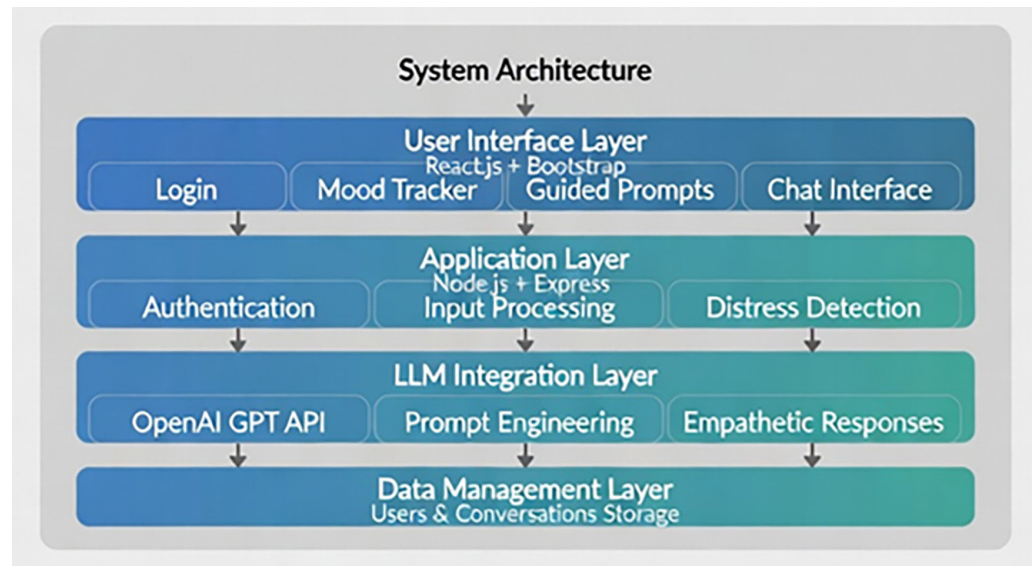 System Architecture
User Interface Layer
React.js + Bootstrap
Login Mood Tracker Guided Prompts Chat Interface
Application Layer
Node.js + Express
Authentication Input Processing Distress Detection
LLM Integration Layer
OpenAI GPT API Prompt Engineering Empathetic Responses
Data Management Layer
Users & Conversations Storage